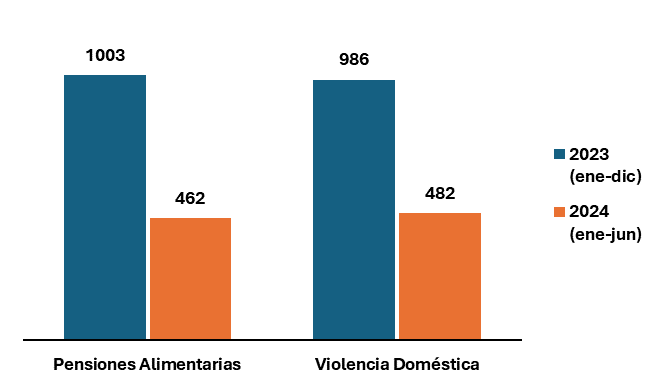 1003
986
462
482
2023
(ene-dic)
2024
(ene-jun)
Pensiones Alimentarias
Violencia Doméstica